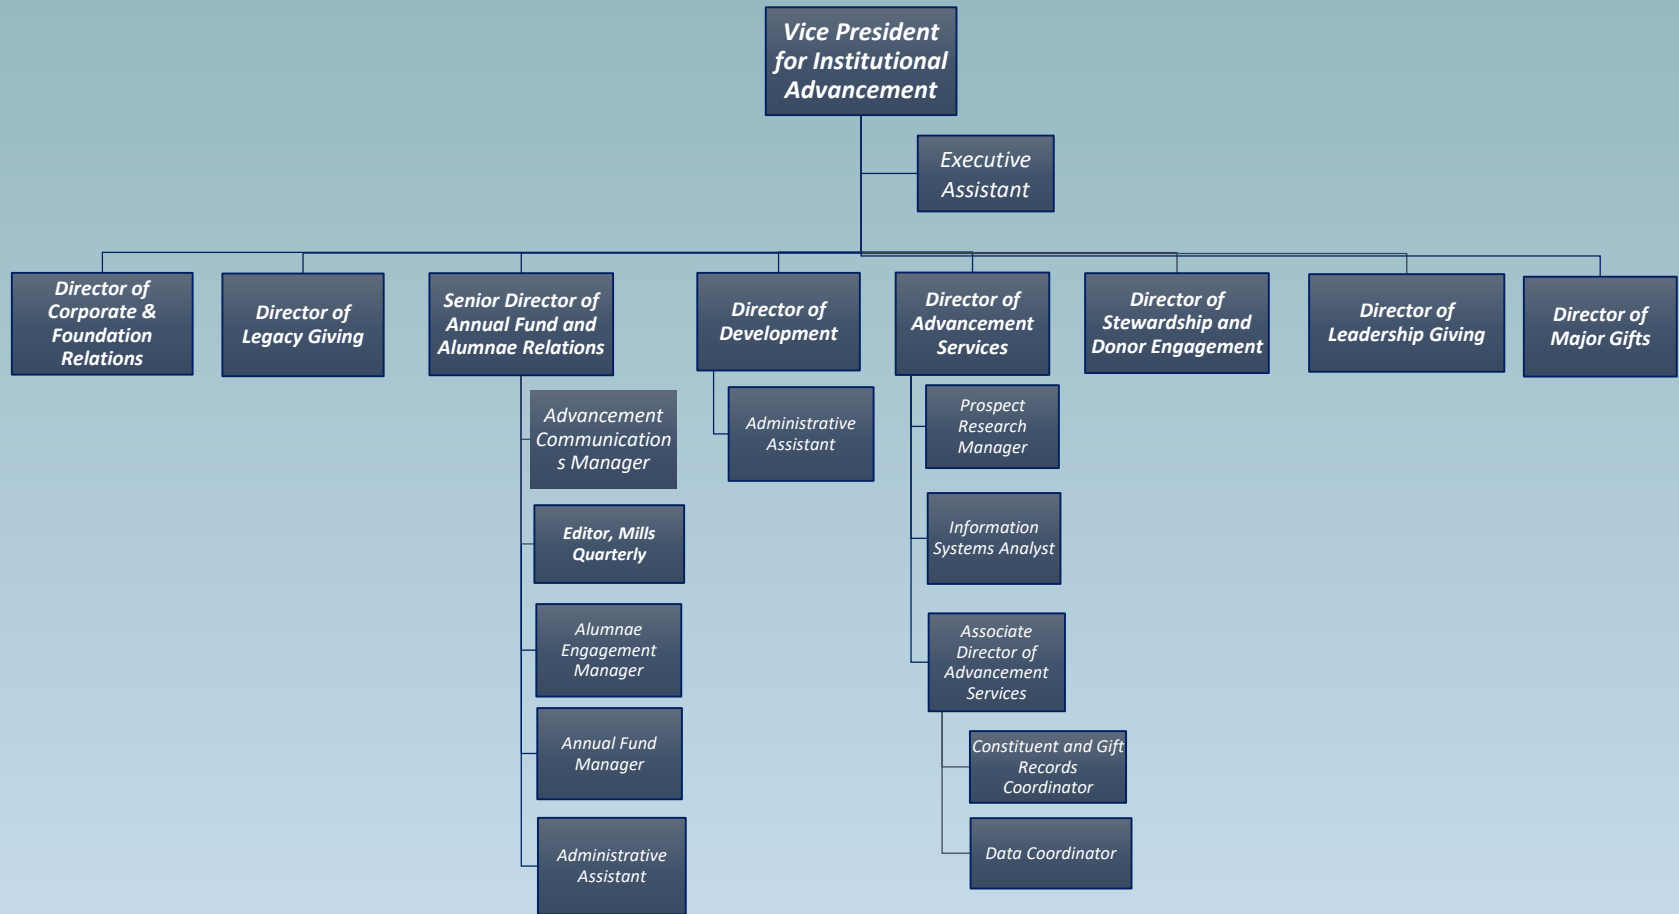 Vice President
for Institutional
Advancement
Executive
Assistant
Director of
Corporate &
Foundation
Relations
Director of
Legacy Giving
Senior Director of
Annual Fund and
Alumnae Relations
Director of
Development
Director of
Advancement
Services
Director of
Stewardship and
Donor Engagement
Director of
Leadership Giving
Director of
Major Gifts
Advancement
Communication
s Manager
Editor, Mills
Quarterly
Alumnae
Engagement
Manager
Annual Fund
Manager
Administrative
Assistant
Administrative
Assistant
Prospect
Research
Manager
Information
Systems Analyst
Associate
Director of
Advancement
Services
Constituent and Gift
Records
Coordinator
Data Coordinator